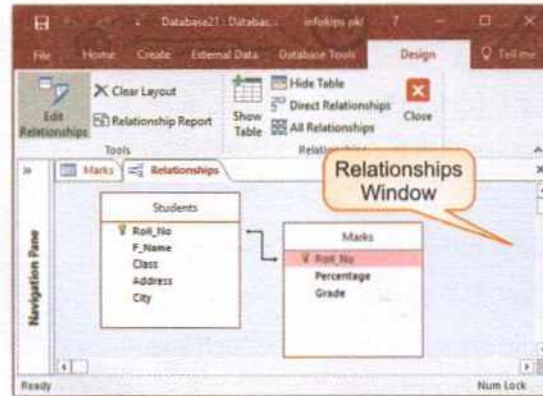 Database21 : Databas... infokips pkl ?
File Home Create External Data Database Tools Design Tell me
Edit Relationships
Clear Layout
Relationship Report
Tools
Show Table
Hide Table
Direct Relationships
All Relationships
Relationships
Close
Marks Relationships
Relationships Window
Navigation Pane
Students
Roll_No
F_Name
Class
Address
City
Marks
Roll_No
Percentage
Grade
Ready Num Lock